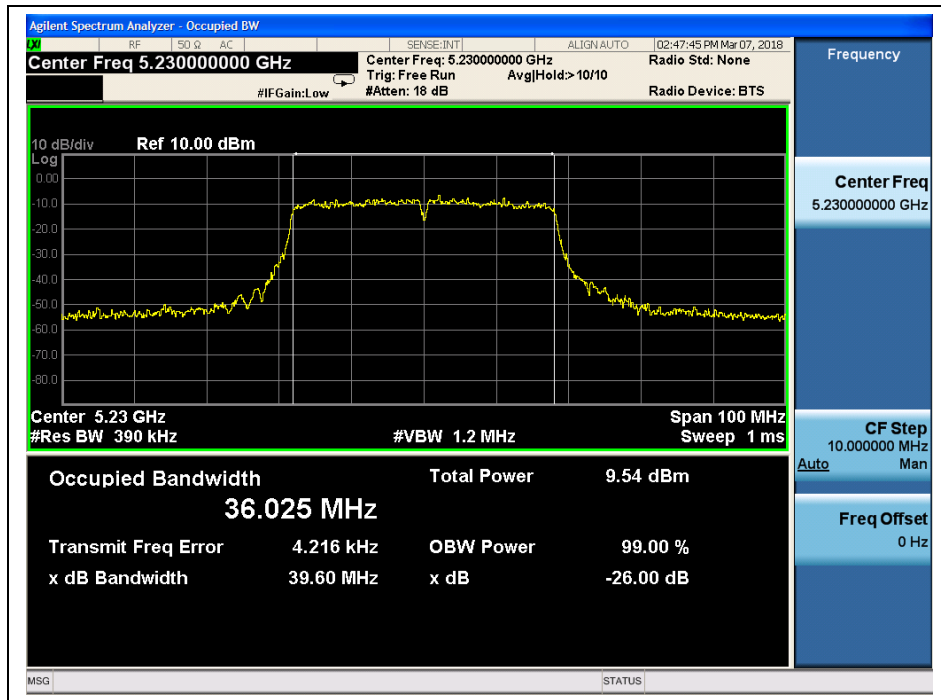 Agilent Spectrum Analyzer - Occupied BW
LXI RF 50 Ω AC SENSE:INT ALIGN AUTO 02:47:45 PM Mar 07, 2018
Center Freq 5.230000000 GHz
Center Freq: 5.230000000 GHz
Radio Std: None
Trig: Free Run Avg|Hold:>10/10
#IFGain:Low
#Atten: 18 dB
Radio Device: BTS
Frequency
10 dB/div Ref 10.00 dBm
Log
0.00
-10.0
-20.0
-30.0
-40.0
-50.0
-60.0
-70.0
-80.0
Center Freq
5.230000000 GHz
Center 5.23 GHz Span 100 MHz
#Res BW 390 kHz #VBW 1.2 MHz Sweep 1 ms
CF Step
10.000000 MHz
Auto Man
Freq Offset
0 Hz
Occupied Bandwidth Total Power 9.54 dBm
36.025 MHz
Transmit Freq Error 4.216 kHz OBW Power 99.00 %
x dB Bandwidth 39.60 MHz x dB -26.00 dB
MSG STATUS